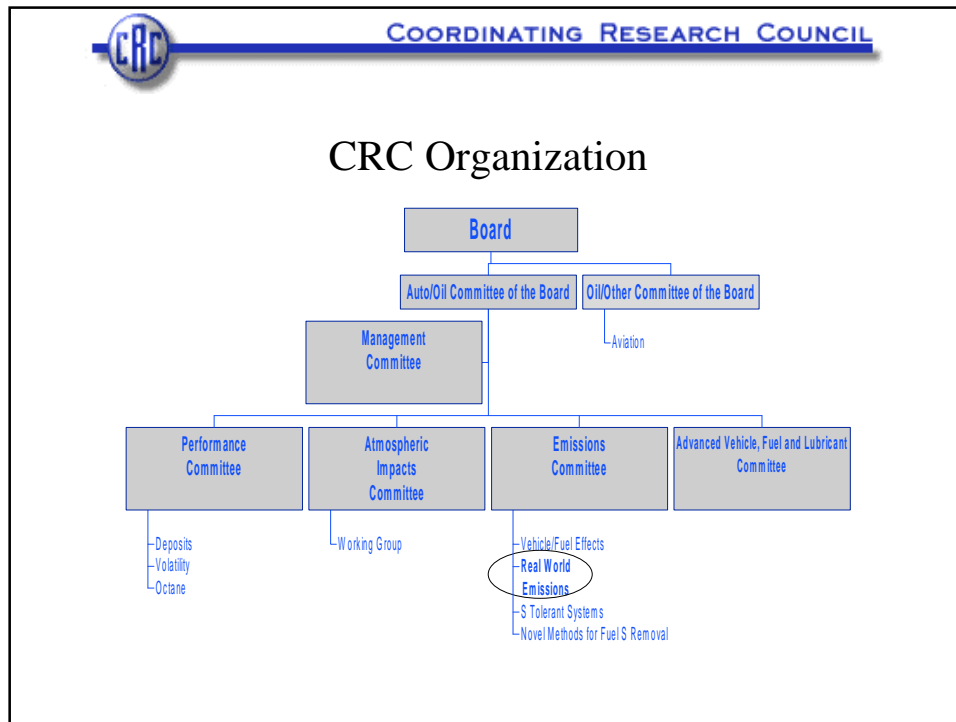 CRC
COORDINATING RESEARCH COUNCIL
CRC Organization
Board
Auto/Oil Committee of the Board
Oil/Other Committee of the Board
Aviation
Management
Committee
Performance
Committee
Deposits
Volatility
Octane
Atmospheric
Impacts
Committee
Working Group
Emissions
Committee
Vehicle/Fuel Effects
Real World
Emissions
S Tolerant Systems
Novel Methods for Fuel S Removal
Advanced Vehicle, Fuel and Lubricant
Committee